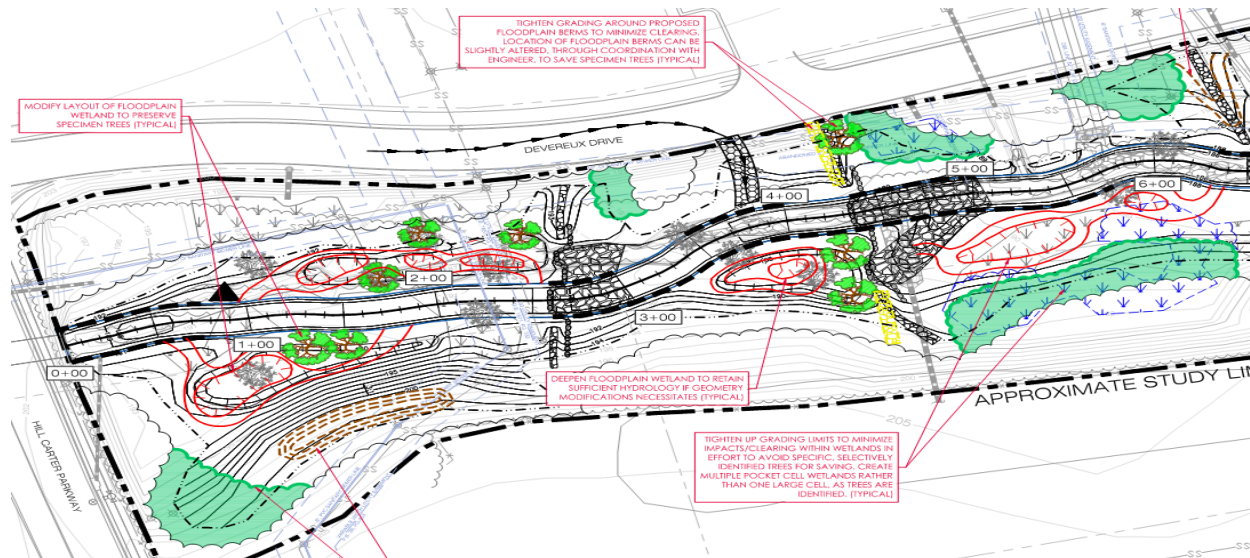 TIGHTEN GRADING AROUND PROPOSED
FLOODPLAIN BERMS TO MINIMIZE CLEARING.
LOCATION OF FLOODPLAIN BERMS CAN BE
SLIGHTLY ALTERED, THROUGH COORDINATION WITH
ENGINEER, TO SAVE SPECIMEN TREES (TYPICAL)
MODIFY LAYOUT OF FLOODPLAIN
WETLAND TO PRESERVE
SPECIMEN TREES (TYPICAL)
DEVEREUX DRIVE
ABANDONED
0+00
1+00
2+00
3+00
4+00
5+00
6+00
DEEPEN FLOODPLAIN WETLAND TO RETAIN
SUFFICIENT HYDROLOGY IF GEOMETRY
MODIFICATIONS NECESSITATES (TYPICAL)
APPROXIMATE STUDY LIM
HILL CARTER PARKWAY
205
TIGHTEN UP GRADING LIMITS TO MINIMIZE
IMPACTS/CLEARING WITHIN WETLANDS IN
EFFORT TO AVOID SPECIFIC, SELECTIVELY
IDENTIFIED TREES FOR SAVING. CREATE
MULTIPLE POCKET CELL WETLANDS RATHER
THAN ONE LARGE CELL, AS TREES ARE
IDENTIFIED. (TYPICAL)